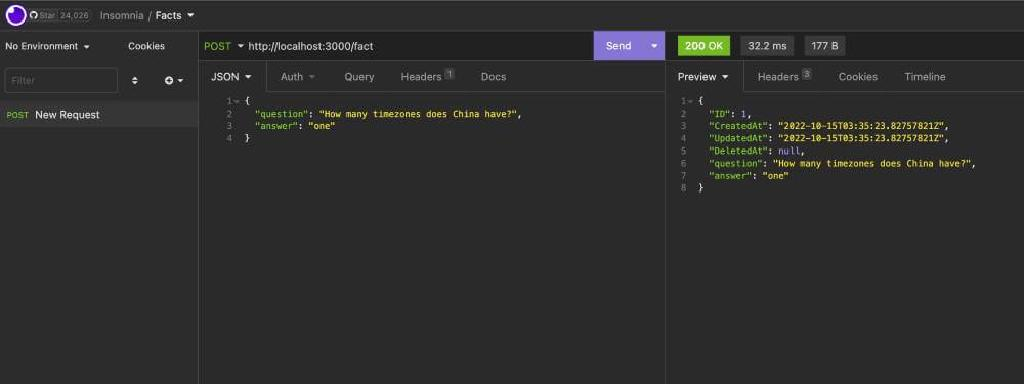 Star 24,026 Insomnia / Facts
No Environment Cookies
POST http://localhost:3000/fact Send
200 OK 32.2 ms 177 B
Filter
JSON Auth Query Headers 1 Docs
Preview Headers 3 Cookies Timeline
POST New Request
1 {
2 "question": "How many timezones does China have?",
3 "answer": "one"
4 }
1 {
2 "ID": 1,
3 "CreatedAt": "2022-10-15T03:35:23.82757821Z",
4 "UpdatedAt": "2022-10-15T03:35:23.82757821Z",
5 "DeletedAt": null,
6 "question": "How many timezones does China have?",
7 "answer": "one"
8 }